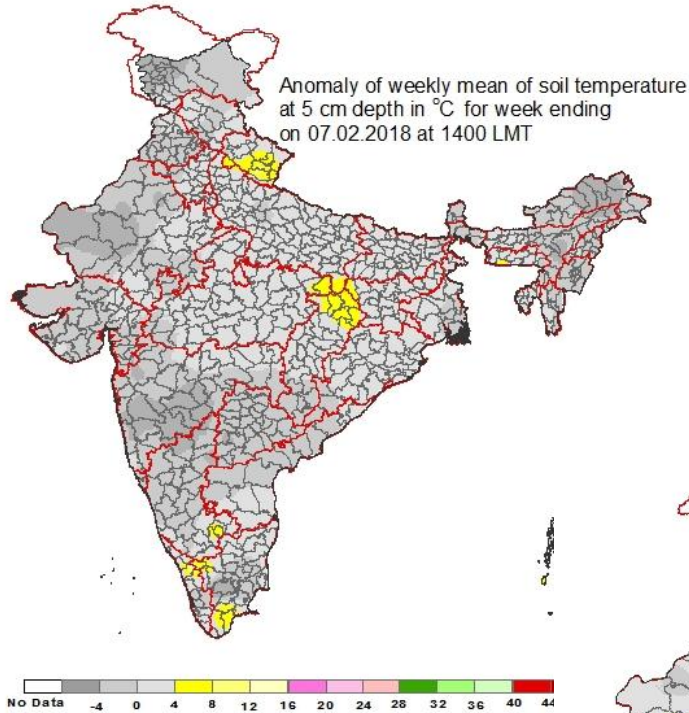 Anomaly of weekly mean of soil temperature
at 5 cm depth in °C for week ending
on 07.02.2018 at 1400 LMT
No Data -4 0 4 8 12 16 20 24 28 32 36 40 44